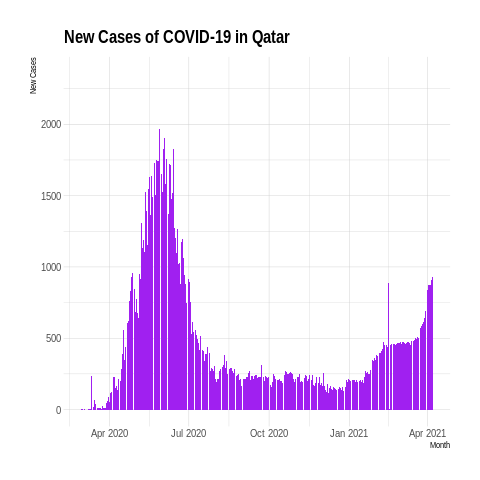 New Cases of COVID-19 in Qatar
New Cases
2000
1500
1000
500
0
Apr 2020 Jul 2020 Oct 2020 Jan 2021 Apr 2021
Month